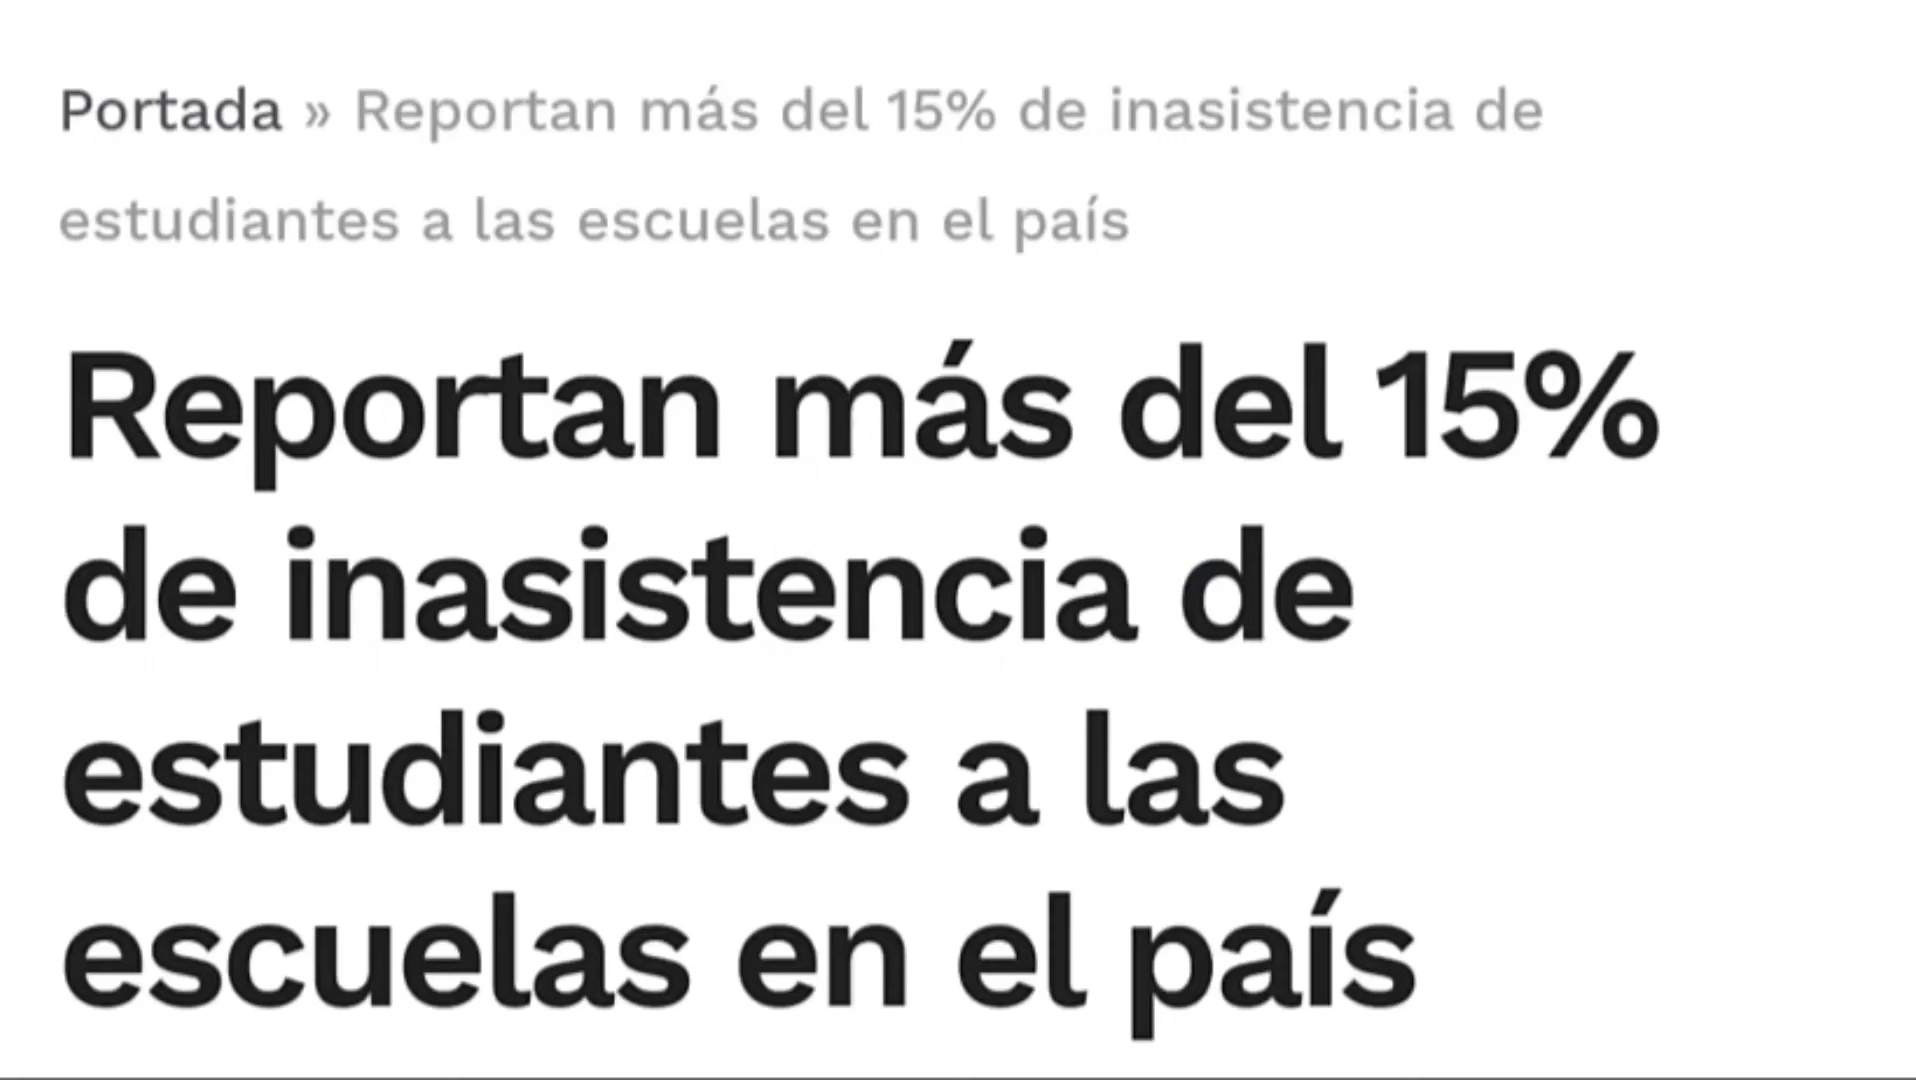 Portada » Reportan más del 15% de inasistencia de
estudiantes a las escuelas en el país
Reportan más del 15%
de inasistencia de
estudiantes a las
escuelas en el país